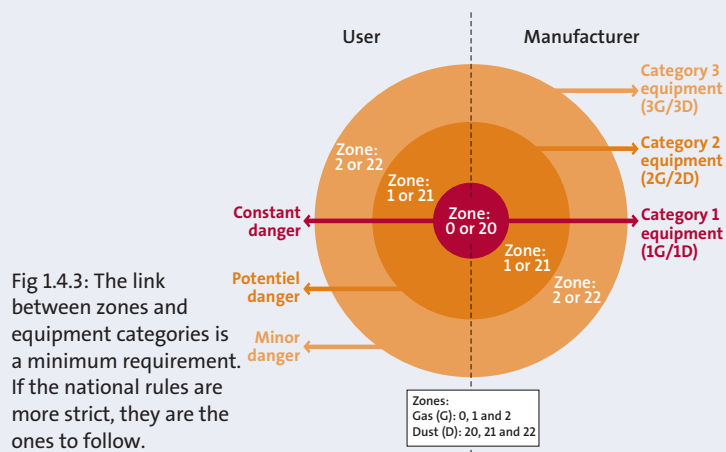 User
Manufacturer
Category 3
equipment
(3G/3D)
Category 2
equipment
(2G/2D)
Category 1
equipment
(1G/1D)
Zone:
2 or 22
Zone:
1 or 21
Zone:
0 or 20
Zone:
1 or 21
Zone:
2 or 22
Constant
danger
Potentiel
danger
Minor
danger
Fig 1.4.3: The link
between zones and
equipment categories is
a minimum requirement.
If the national rules are
more strict, they are the
ones to follow.
Zones:
Gas (G): 0, 1 and 2
Dust (D): 20, 21 and 22